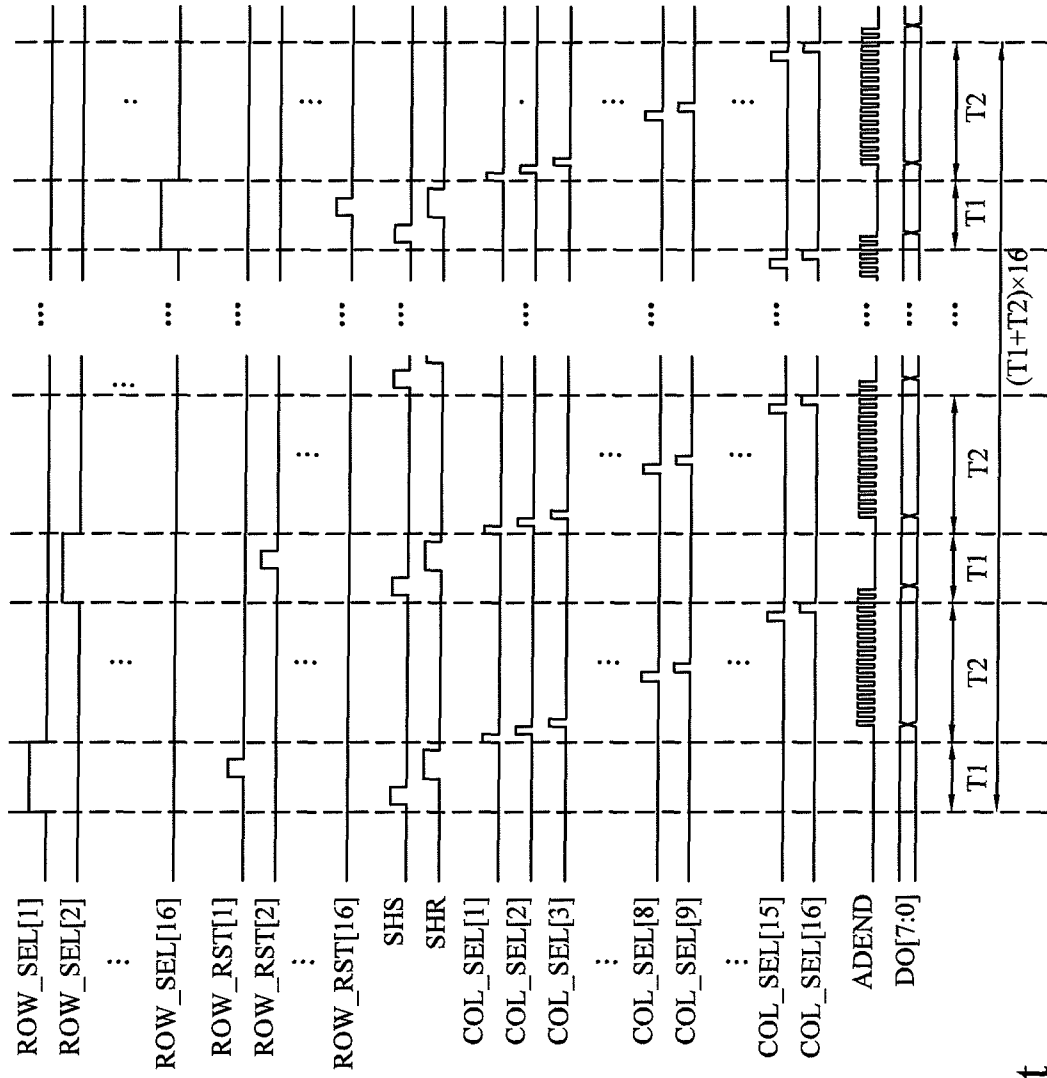 ROW_SEL[1]
ROW_SEL[2]
ROW_SEL[16]
ROW_RST[1]
ROW_RST[2]
ROW_RST[16]
SHS
SHR
COL_SEL[1]
COL_SEL[2]
COL_SEL[3]
COL_SEL[8]
COL_SEL[9]
COL_SEL[15]
COL_SEL[16]
ADEND
DO[7:0]
T1
T2
T1
T2
T1
T2
(T1+T2)×16
t